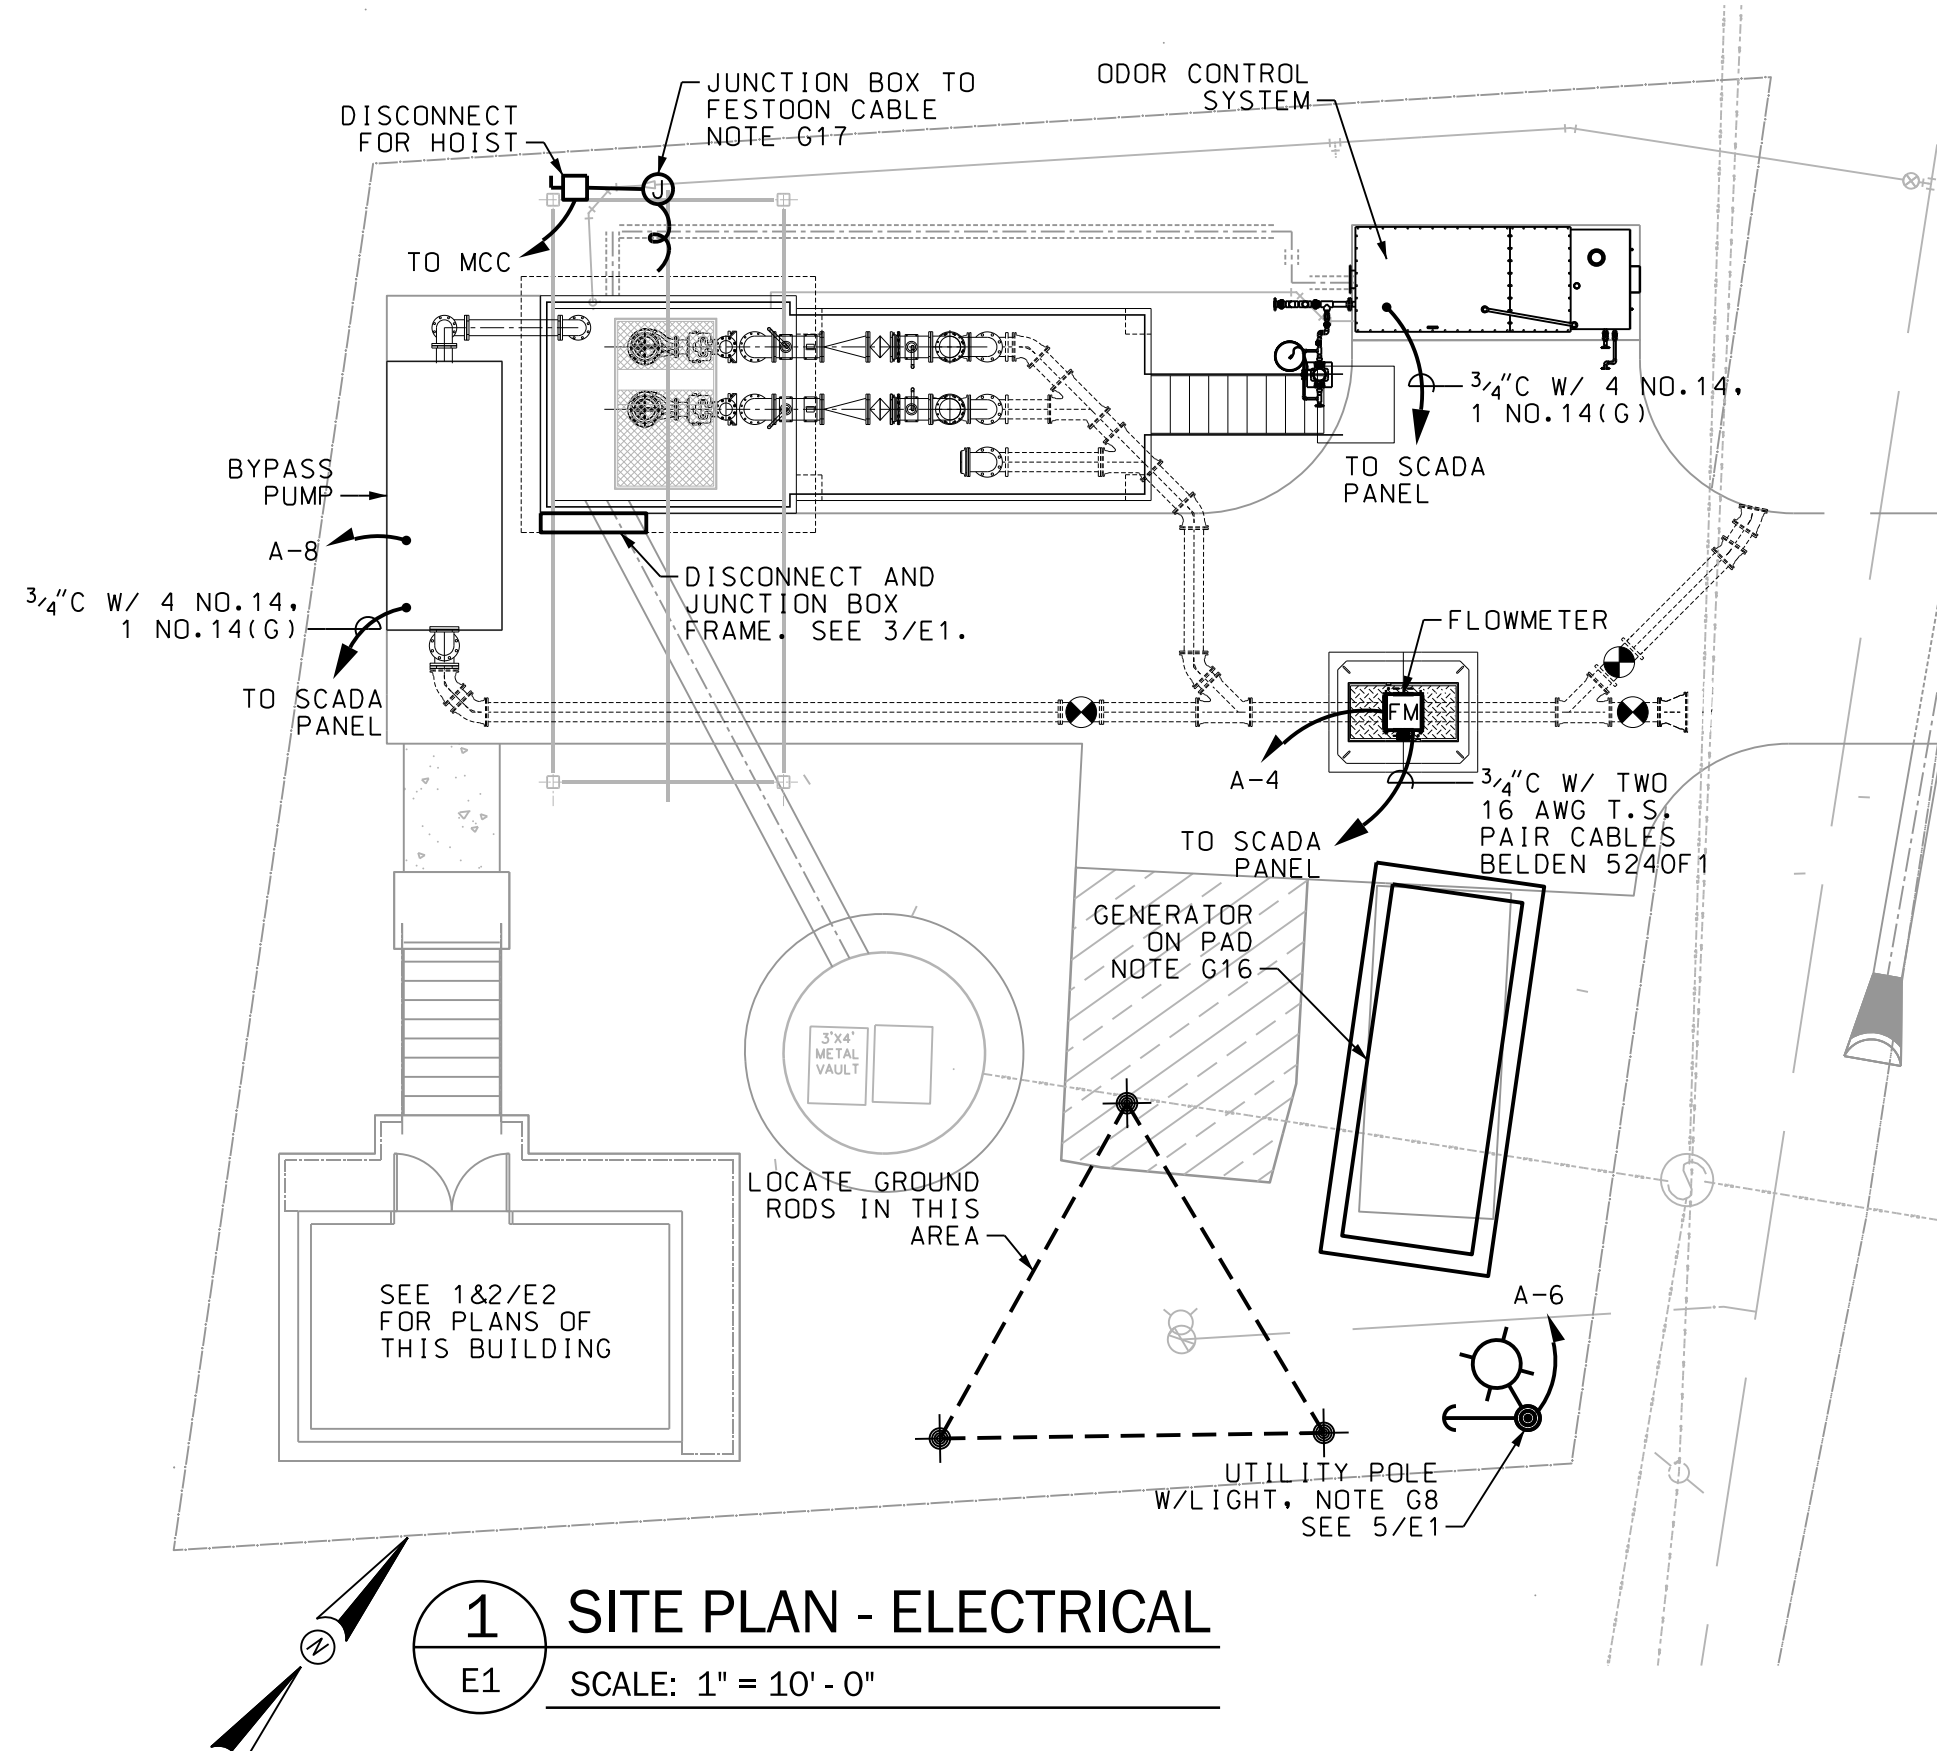 JUNCTION BOX TO
FESTOON CABLE
NOTE G17
ODOR CONTROL
SYSTEM
DISCONNECT
FOR HOIST
J
TO MCC
3/4"C W/ 4 NO.14,
1 NO.14(G)
TO SCADA
PANEL
BYPASS
PUMP
A-8
3/4"C W/ 4 NO.14,
1 NO.14(G)
TO SCADA
PANEL
DISCONNECT AND
JUNCTION BOX
FRAME. SEE 3/E1.
FLOWMETER
FM
A-4
3/4"C W/ TWO
16 AWG T.S.
PAIR CABLES
BELDEN 5240F1
TO SCADA
PANEL
GENERATOR
ON PAD
NOTE G16
3'X4'
METAL
VAULT
S
LOCATE GROUND
RODS IN THIS
AREA
SEE 1&2/E2
FOR PLANS OF
THIS BUILDING
A-6
UTILITY POLE
W/LIGHT, NOTE G8
SEE 5/E1
N
1
E1
SITE PLAN - ELECTRICAL
SCALE: 1" = 10' - 0"